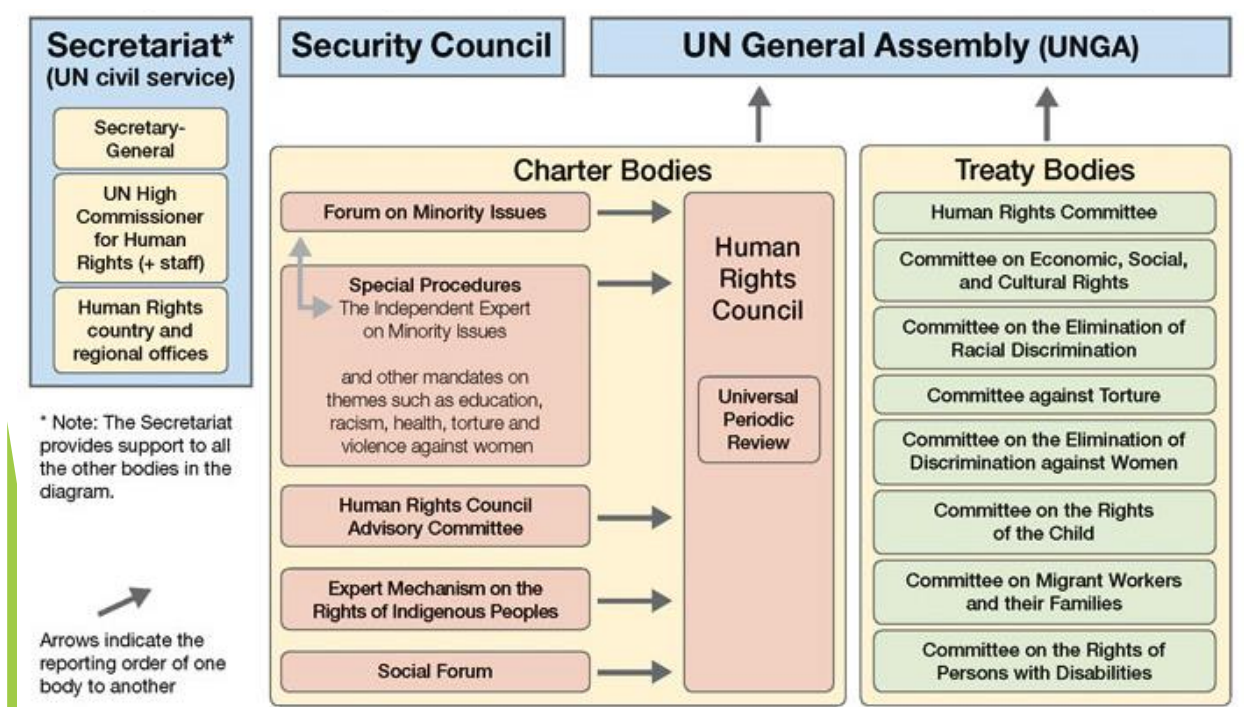 Secretariat*
(UN civil service)
Secretary-
General
UN High
Commissioner
for Human
Rights (+ staff)
Human Rights
country and
regional offices
* Note: The Secretariat
provides support to all
the other bodies in the
diagram.
Arrows indicate the
reporting order of one
body to another
Security Council
UN General Assembly (UNGA)
Charter Bodies
Forum on Minority Issues
Special Procedures
The Independent Expert
on Minority Issues
and other mandates on
themes such as education,
racism, health, torture and
violence against women
Human Rights Council
Advisory Committee
Expert Mechanism on the
Rights of Indigenous Peoples
Social Forum
Human
Rights
Council
Universal
Periodic
Review
Treaty Bodies
Human Rights Committee
Committee on Economic, Social,
and Cultural Rights
Committee on the Elimination of
Racial Discrimination
Committee against Torture
Committee on the Elimination of
Discrimination against Women
Committee on the Rights
of the Child
Committee on Migrant Workers
and their Families
Committee on the Rights of
Persons with Disabilities